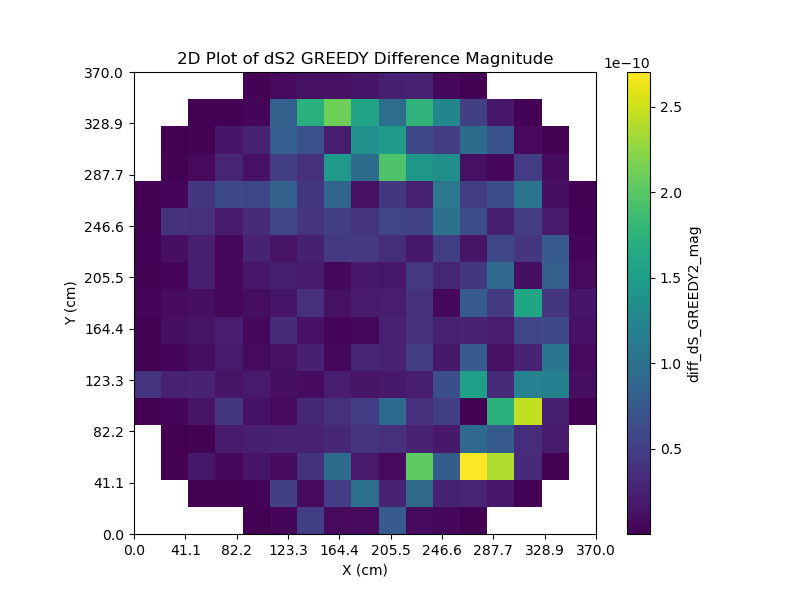 2D Plot of dS2 GREEDY Difference Magnitude
1e−10
370.0
328.9
287.7
246.6
205.5
164.4
123.3
82.2
41.1
0.0
Y (cm)
0.0 41.1 82.2 123.3 164.4 205.5 246.6 287.7 328.9 370.0
X (cm)
2.5
2.0
1.5
1.0
0.5
diff_dS_GREEDY2_mag